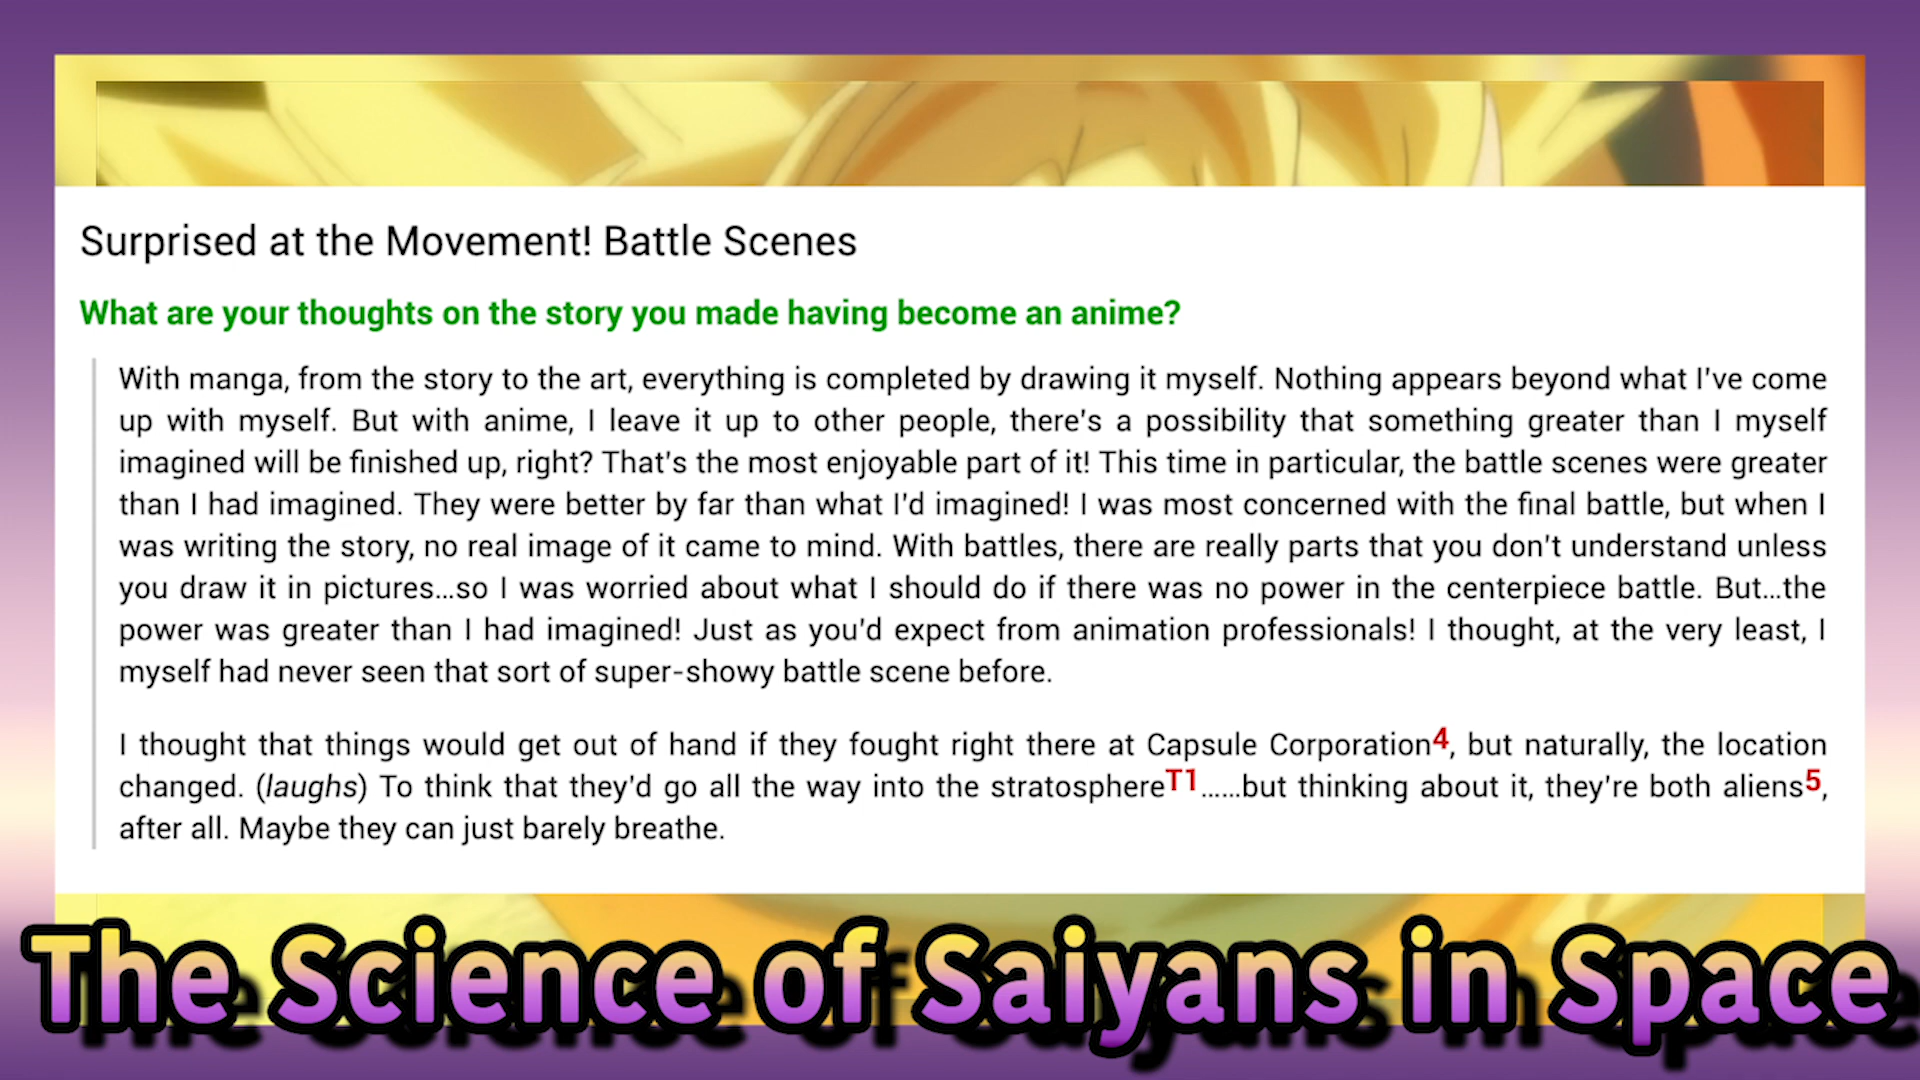 Surprised at the Movement! Battle Scenes
What are your thoughts on the story you made having become an anime?
With manga, from the story to the art, everything is completed by drawing it myself. Nothing appears beyond what I've come
up with myself. But with anime, I leave it up to other people, there's a possibility that something greater than I myself
imagined will be finished up, right? That's the most enjoyable part of it! This time in particular, the battle scenes were greater
than I had imagined. They were better by far than what I'd imagined! I was most concerned with the final battle, but when I
was writing the story, no real image of it came to mind. With battles, there are really parts that you don't understand unless
you draw it in pictures…so I was worried about what I should do if there was no power in the centerpiece battle. But…the
power was greater than I had imagined! Just as you'd expect from animation professionals! I thought, at the very least, I
myself had never seen that sort of super-showy battle scene before.
I thought that things would get out of hand if they fought right there at Capsule Corporation4, but naturally, the location
changed. (laughs) To think that they'd go all the way into the stratosphereT1……but thinking about it, they're both aliens5,
after all. Maybe they can just barely breathe.
The Science of Saiyans in Space